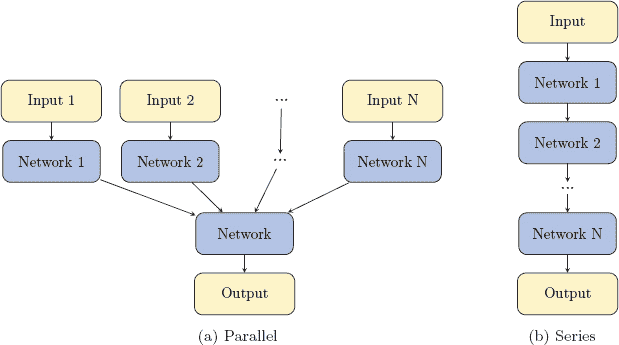 Input 1
Input 2
...
Input N
Network 1
Network 2
...
Network N
Network
Output
(a) Parallel
Input
Network 1
Network 2
...
Network N
Output
(b) Series